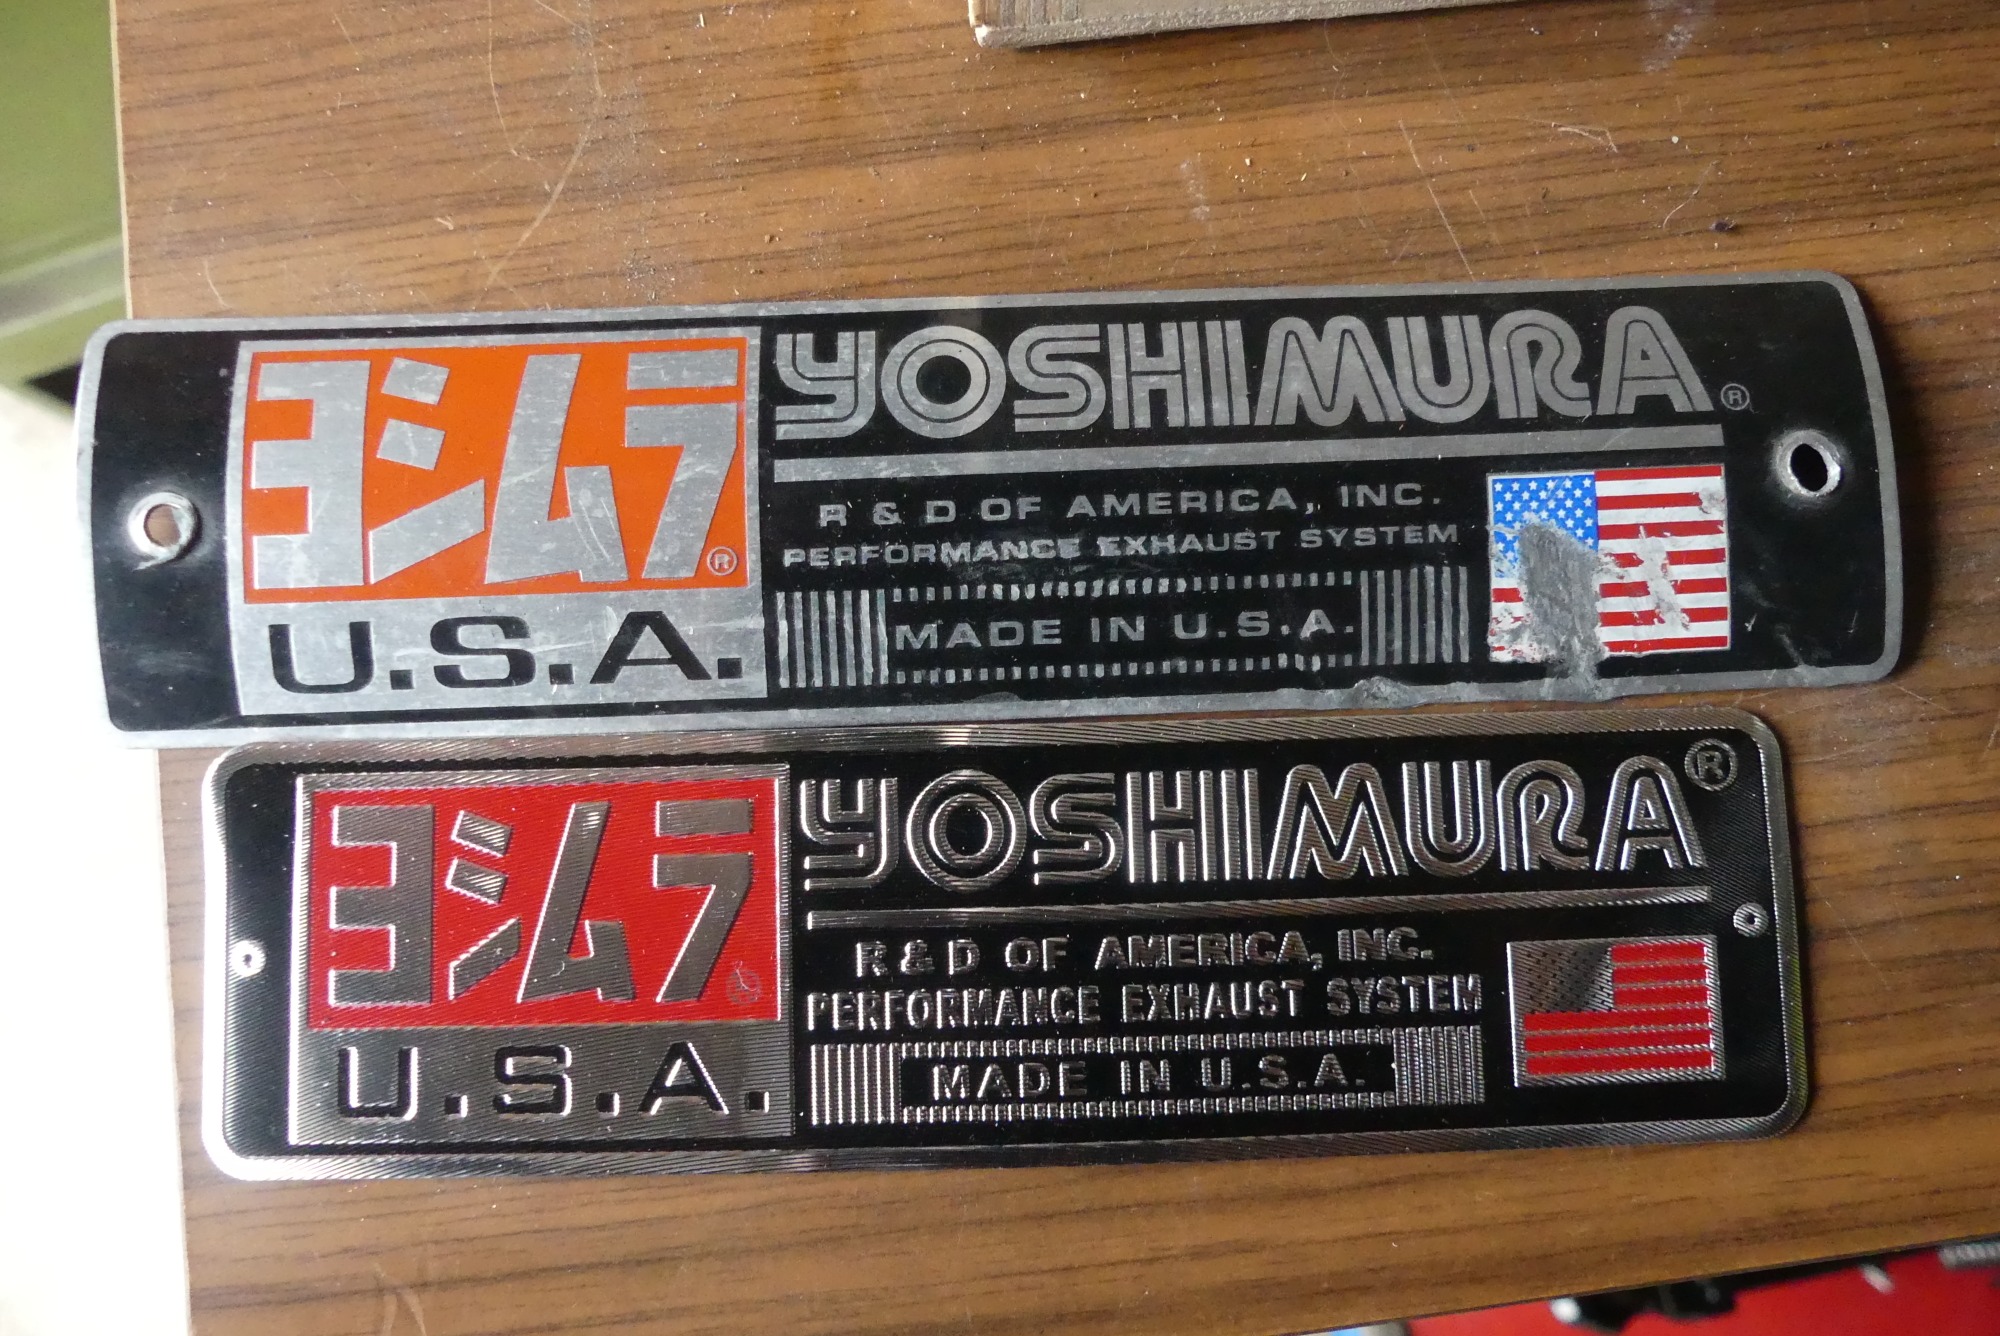 ヨシムラ®
U.S.A.
YOSHIMURA®
R & D OF AMERICA, INC.
PERFORMANCE EXHAUST SYSTEM
MADE IN U.S.A.
ヨシムラ
U.S.A.
YOSHIMURA®
R & D OF AMERICA, INC.
PERFORMANCE EXHAUST SYSTEM
MADE IN U.S.A.